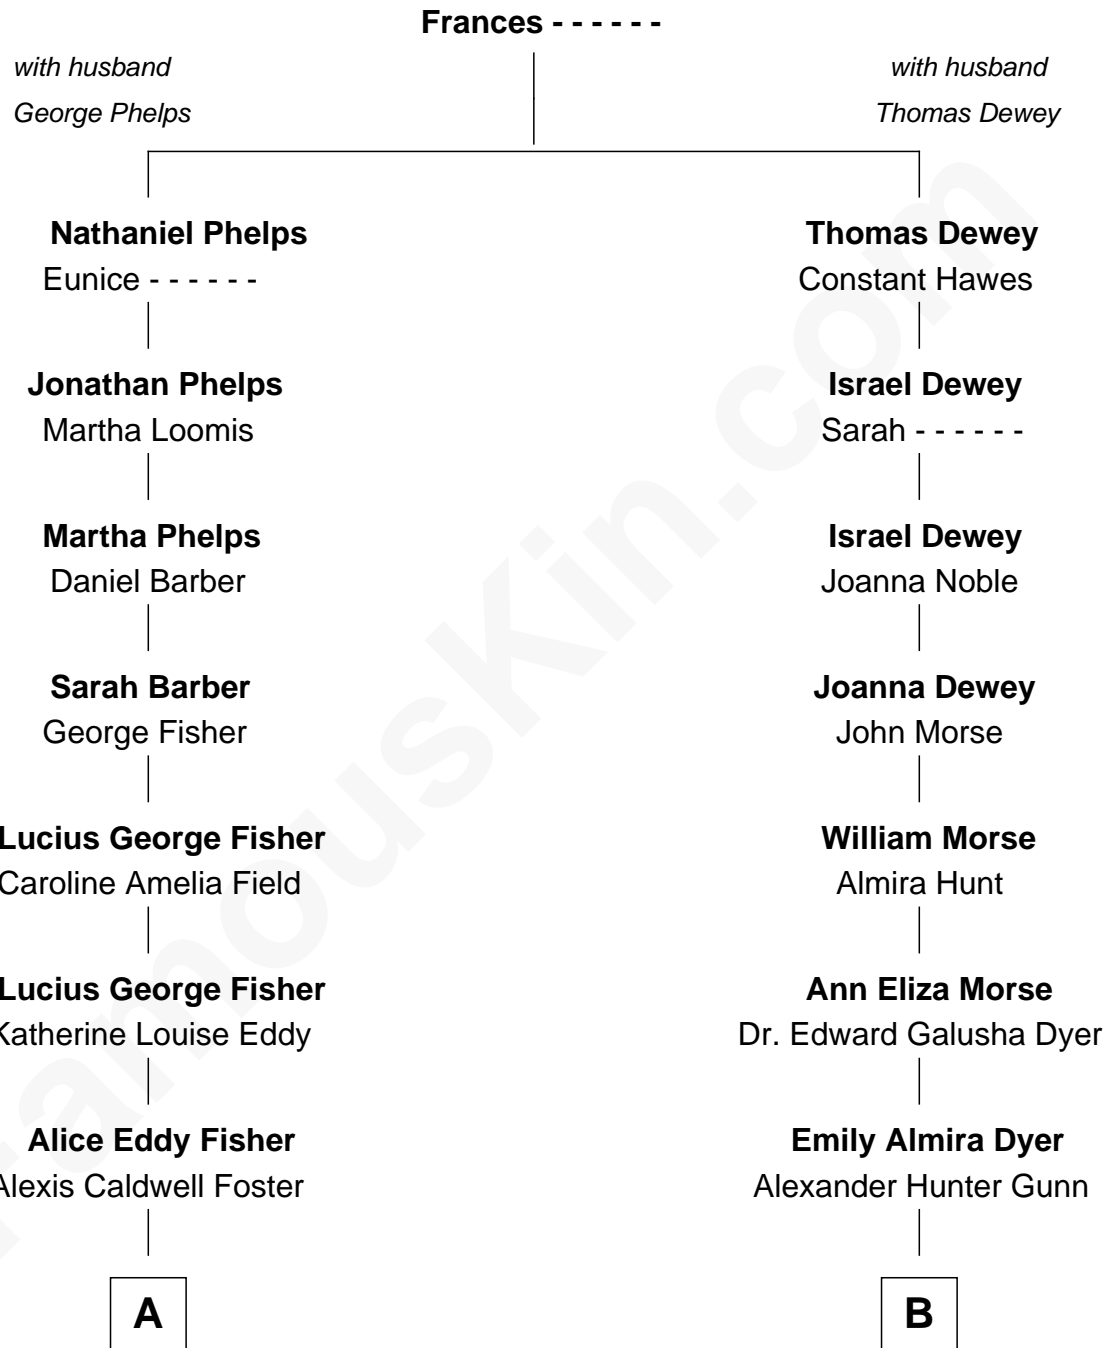 Frances - - - - - -
with husband
George Phelps
with husband
Thomas Dewey
Nathaniel Phelps
Eunice - - - - - -
Thomas Dewey
Constant Hawes
Jonathan Phelps
Martha Loomis
Israel Dewey
Sarah - - - - - -
Martha Phelps
Daniel Barber
Israel Dewey
Joanna Noble
Sarah Barber
George Fisher
Joanna Dewey
John Morse
Lucius George Fisher
Caroline Amelia Field
William Morse
Almira Hunt
Lucius George Fisher
Katherine Louise Eddy
Ann Eliza Morse
Dr. Edward Galusha Dyer
Alice Eddy Fisher
Alexis Caldwell Foster
Emily Almira Dyer
Alexander Hunter Gunn
A
B
FamousKin.com